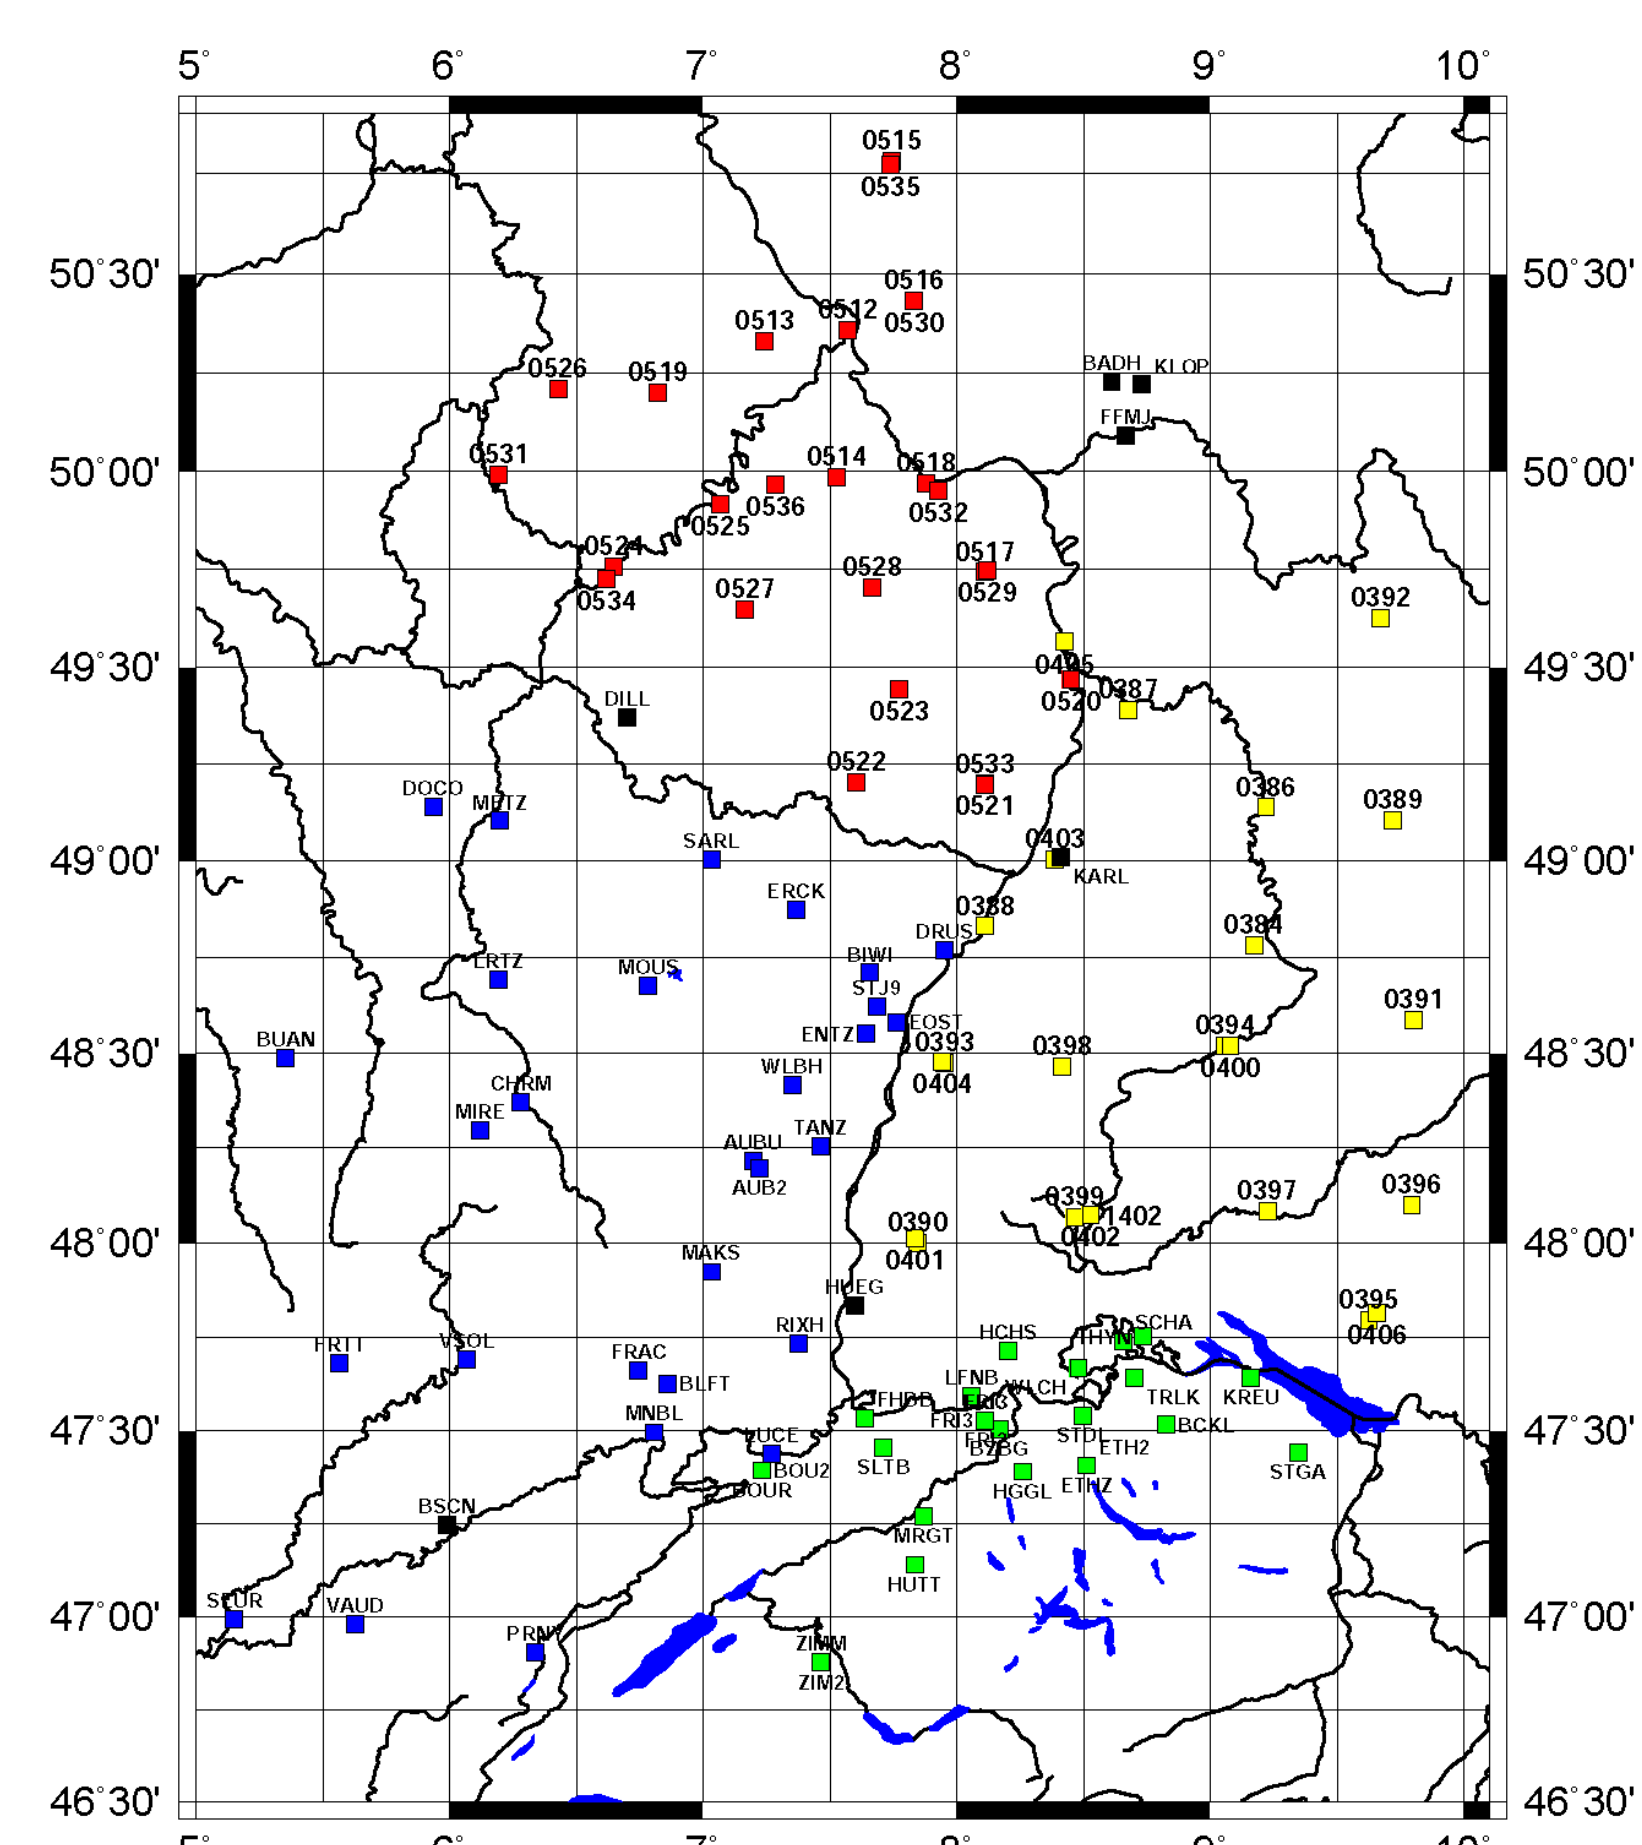 5° 6° 7° 8° 9° 10°
0515
0535
50°30' 50°30'
0516
0512
0513 0530
BADH KLOP
0526 0519
FFMJ
0531 0514 0518
50°00' 50°00'
0536 0532
0525
0524 0517
0528
0527 0529
0534 0392
0405
49°30' 49°30'
0387
DILL 0520
0523
0522 0533
DOCO 0386
METZ 0521 0389
SARL 0403
49°00' 49°00'
KARL
ERCK
0388
DRUS 0384
BIWI
MOUS
STJ9
0391
EOST 0394
ENTZ
BUAN 0393 0398
48°30' 48°30'
WLBH 0400
CHRM 0404
MIRE
TANZ
AUBU
AUB2 0396
0397
0399
1402
0390
0402
48°00' 48°00'
MAKS 0401
HUEG
0395
RIXH SCHA
HCHS THYN 0406
VSOL
FRAC
LFNB WLCH
BLFT TRLK KREU
MNBL FRI3 BCKL
47°30' 47°30'
LUCE STDL
ETH2
BOU2 SLTB STGA
BOUR HGGL ETHZ
BSCN
MRGT
HUTT
VAUD
47°00' 47°00'
ZIMM
ZIM2
46°30' 46°30'